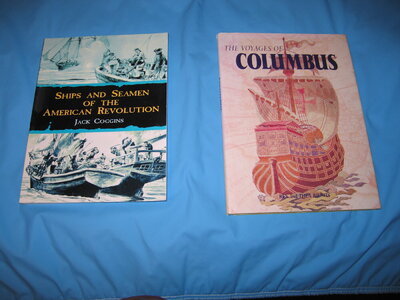 SHIPS AND SEAMEN
OF THE
AMERICAN REVOLUTION
JACK COGGINS
THE VOYAGES OF
COLUMBUS